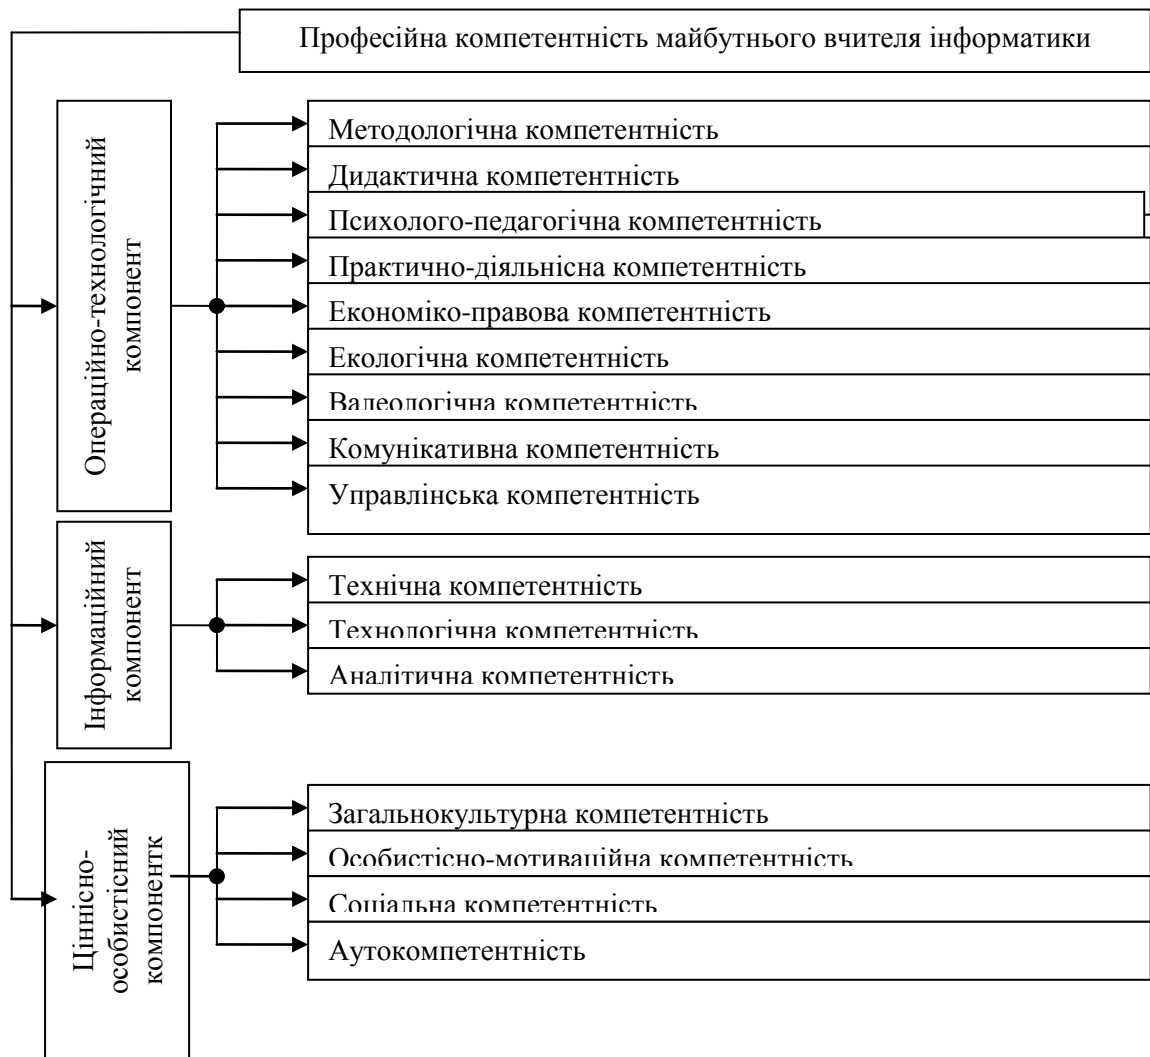 Професійна компетентність майбутнього вчителя інформатики
Операційно-технологічний
компонент
Методологічна компетентність
Дидактична компетентність
Психолого-педагогічна компетентність
Практично-діяльнісна компетентність
Економіко-правова компетентність
Екологічна компетентність
Валеологічна компетентність
Комунікативна компетентність
Управлінська компетентність
Інформаційний
компонент
Технічна компетентність
Технологічна компетентність
Аналітична компетентність
Ціннісно-
особистісний
компонентк
Загальнокультурна компетентність
Особистісно-мотиваційна компетентність
Соціальна компетентність
Аутокомпетентність